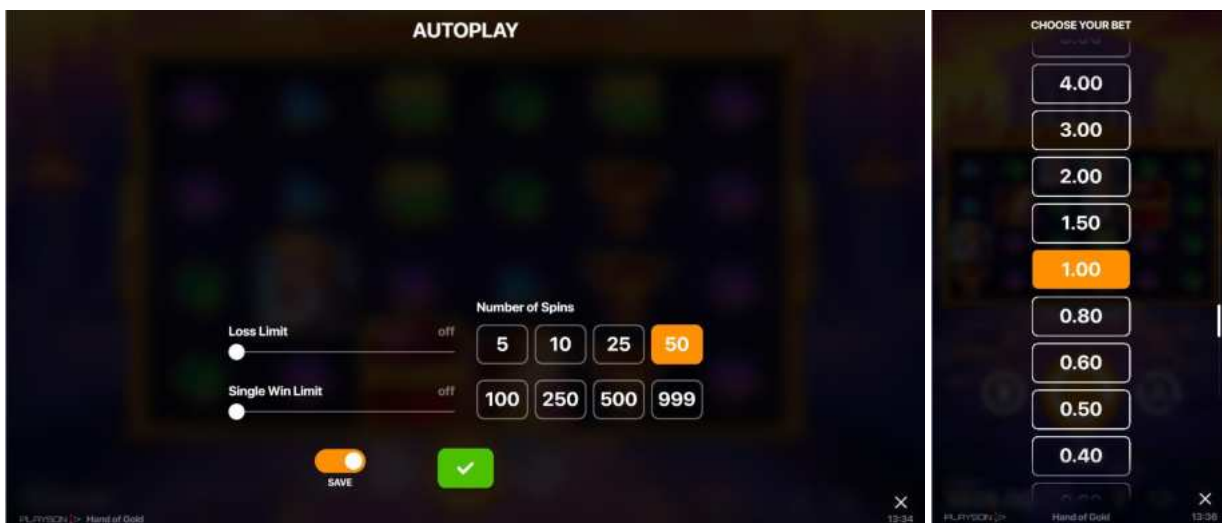 AUTOPLAY
Number of Spins
Loss Limit off
5 10 25 50
Single Win Limit off
100 250 500 999
SAVE
PLAYSON Hand of Gold
13:34
CHOOSE YOUR BET
4.00
3.00
2.00
1.50
1.00
0.80
0.60
0.50
0.40
PLAYSON Hand of Gold
13:36